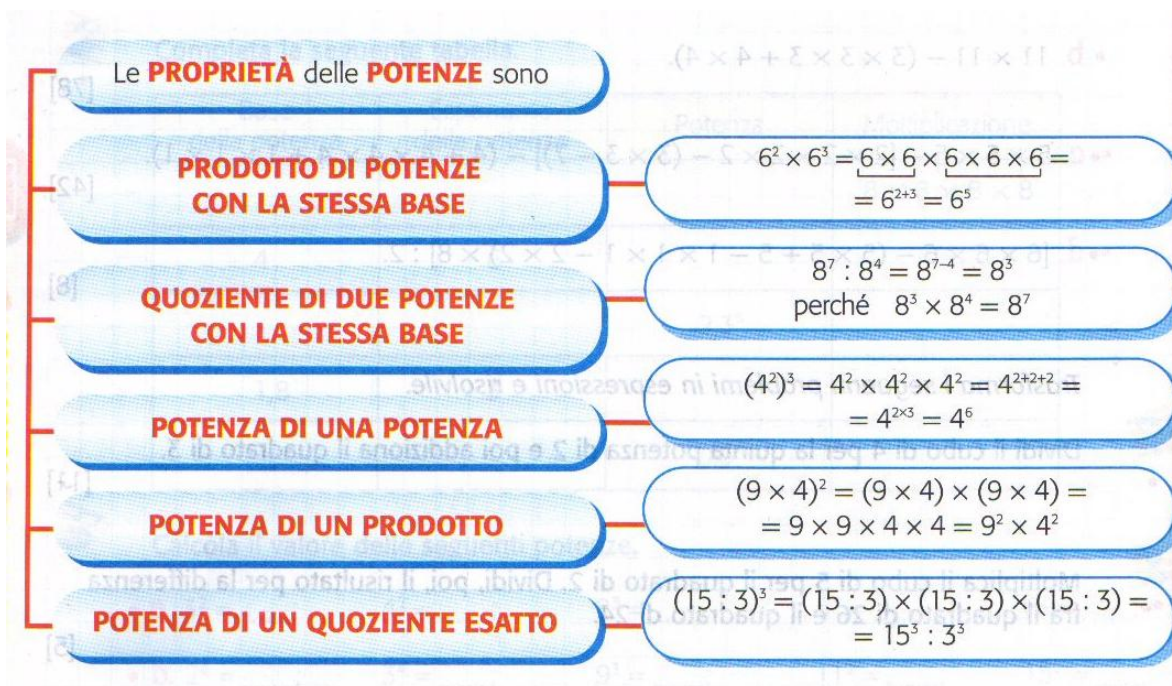 Le PROPRIETÀ delle POTENZE sono
PRODOTTO DI POTENZE
CON LA STESSA BASE
6² × 6³ = 6 × 6 × 6 × 6 × 6 =
= 6²⁺³ = 6⁵
QUOZIENTE DI DUE POTENZE
CON LA STESSA BASE
8⁷ : 8⁴ = 8⁷⁻⁴ = 8³
perché 8³ × 8⁴ = 8⁷
POTENZA DI UNA POTENZA
(4²)³ = 4² × 4² × 4² = 4²⁺²⁺² =
= 4²ˣ³ = 4⁶
POTENZA DI UN PRODOTTO
(9 × 4)² = (9 × 4) × (9 × 4) =
= 9 × 9 × 4 × 4 = 9² × 4²
POTENZA DI UN QUOZIENTE ESATTO
(15 : 3)³ = (15 : 3) × (15 : 3) × (15 : 3) =
= 15³ : 3³